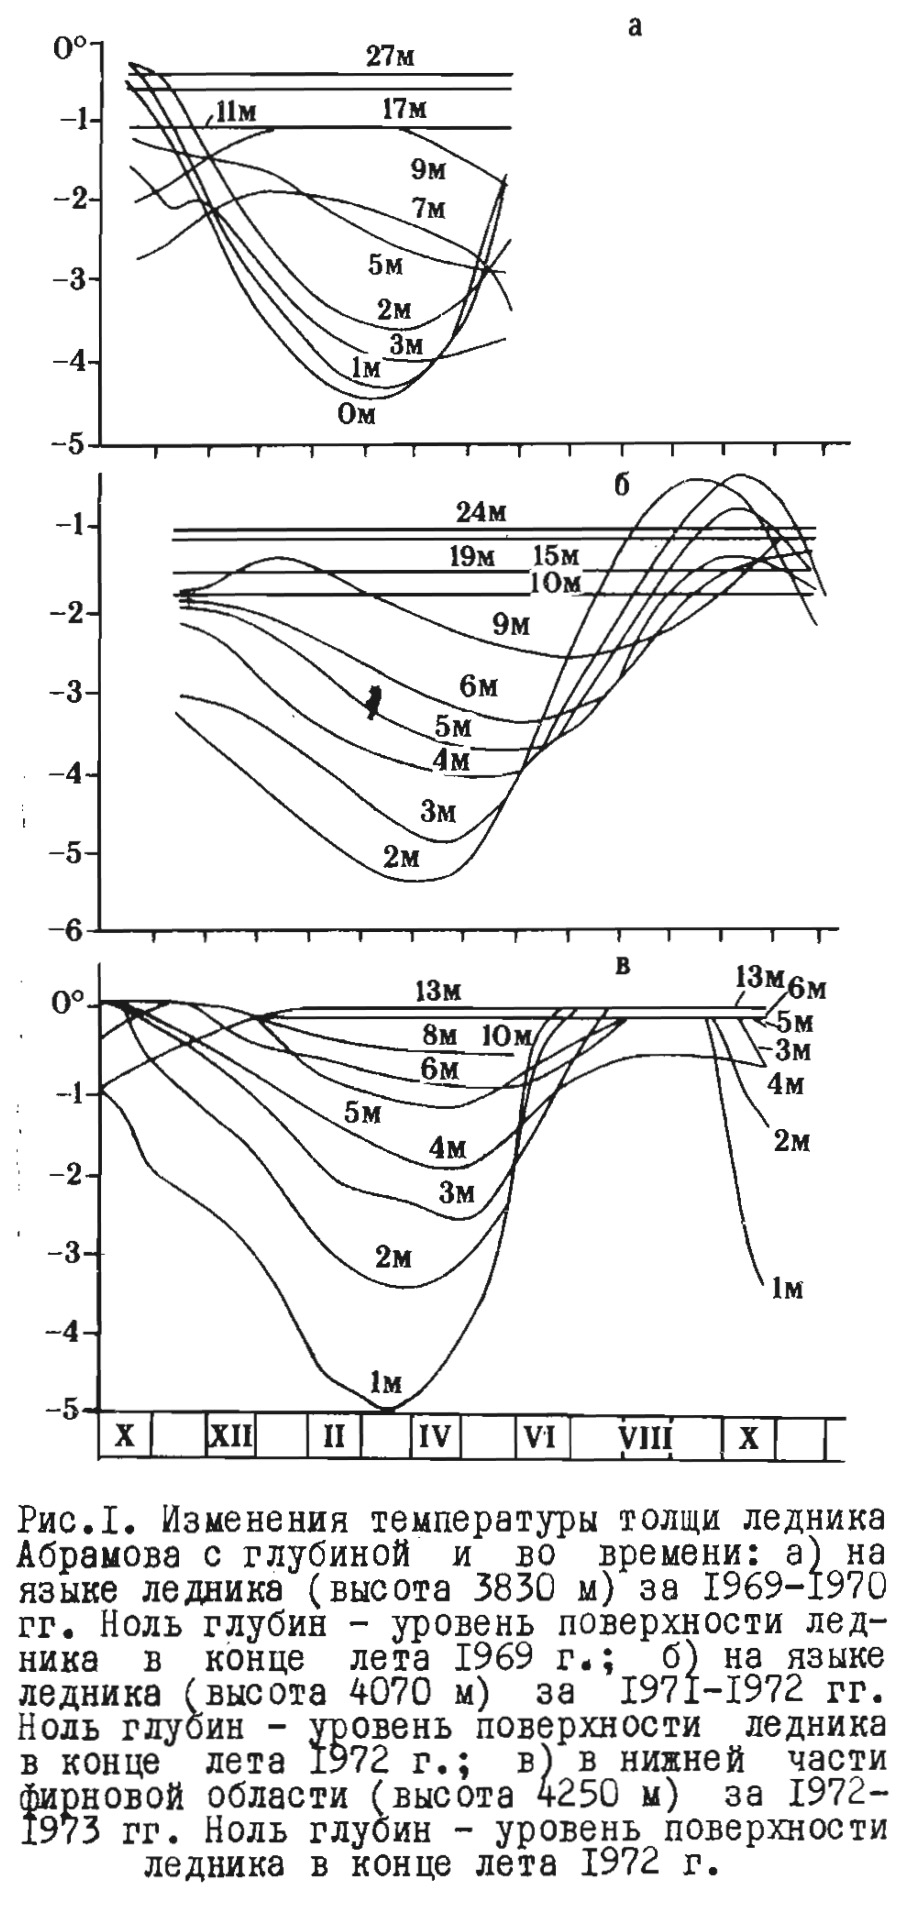 а
0°
27м
-1
11м
17м
9м
-2
7м
5м
-3
2м
3м
-4
1м
0м
-5
б
24м
-1
19м
15м
10м
-2
9м
6м
-3
5м
4м
-4
3м
2м
-5
-6
в
0°
13м
13м
6м
8м
10м
5м
6м
3м
-1
5м
4м
4м
2м
-2
3м
-3
2м
1м
-4
1м
-5
X XII II IV VI VIII X
Рис.I. Изменения температуры толщи ледника
Абрамова с глубиной и во времени: а) на
языке ледника (высота 3830 м) за I969-I970
гг. Ноль глубин - уровень поверхности лед-
ника в конце лета I969 г.; б) на языке
ледника (высота 4070 м) за I97I-I972 гг.
Ноль глубин - уровень поверхности ледника
в конце лета I972 г.; в) в нижней части
фирновой области (высота 4250 м) за I972-
I973 гг. Ноль глубин - уровень поверхности
ледника в конце лета I972 г.